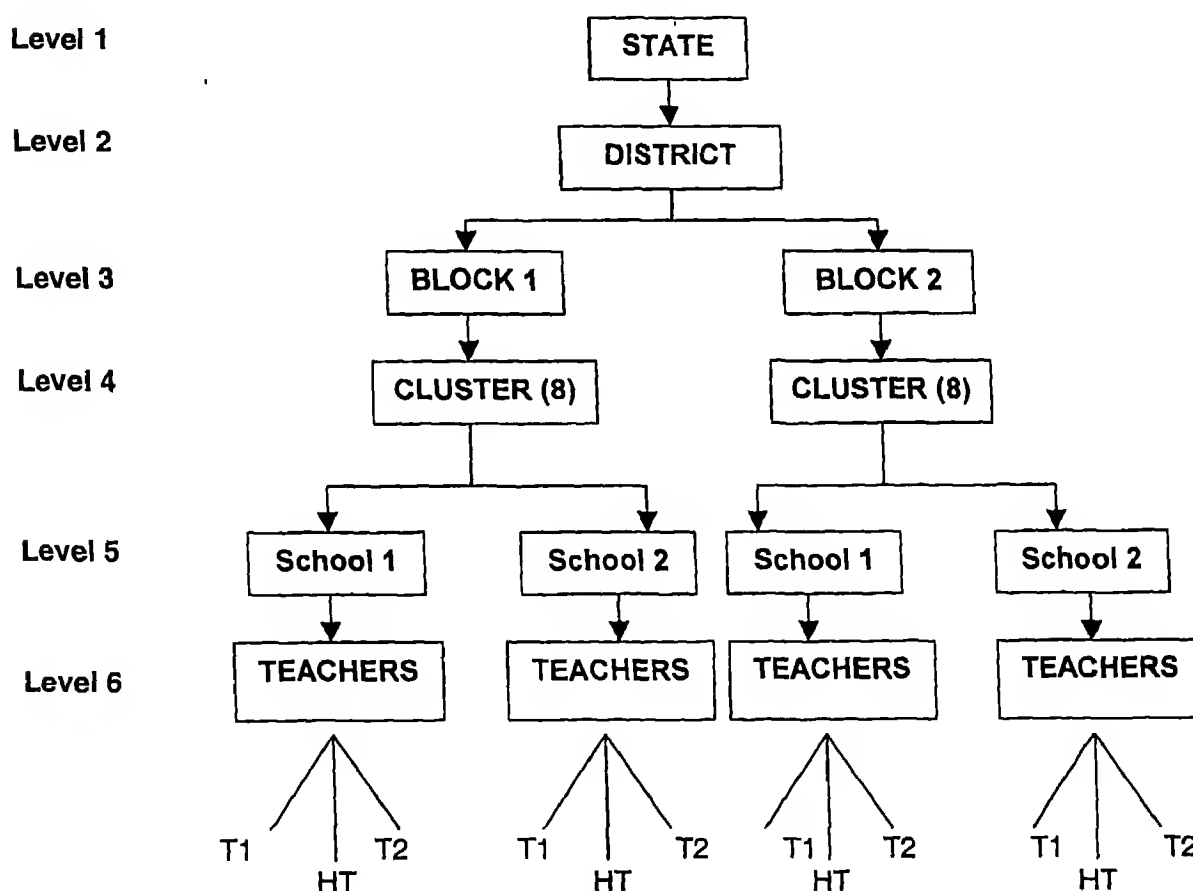 Level 1
STATE
Level 2
DISTRICT
Level 3
BLOCK 1
BLOCK 2
Level 4
CLUSTER (8)
CLUSTER (8)
Level 5
School 1
School 2
School 1
School 2
Level 6
TEACHERS
TEACHERS
TEACHERS
TEACHERS
T1
HT
T2
T1
HT
T2
T1
HT
T2
T1
HT
T2